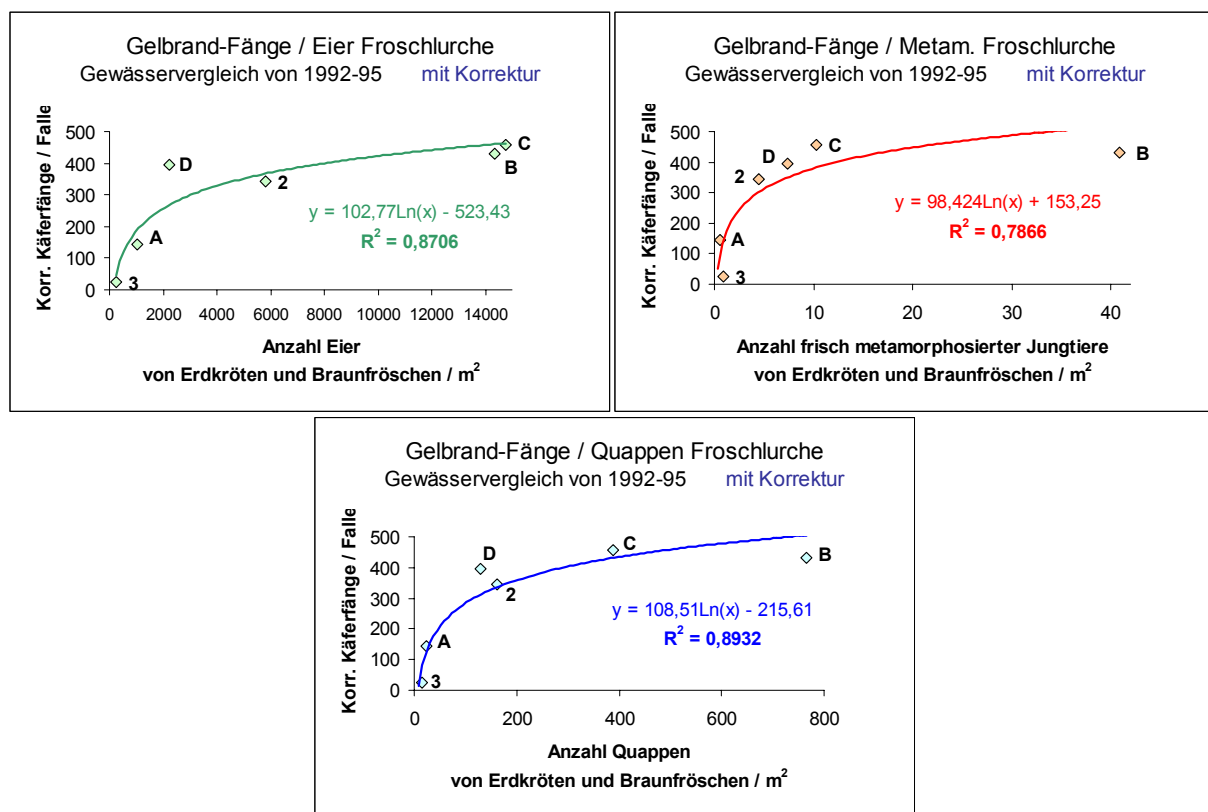 Gelbrand-Fänge / Eier Froschlurche
Gewässervergleich von 1992-95 mit Korrektur
Korr. Käferfänge / Falle
500
400
300
200
100
0
D
C
B
2
A
3
y = 102,77Ln(x) - 523,43
R² = 0,8706
0 2000 4000 6000 8000 10000 12000 14000
Anzahl Eier
von Erdkröten und Braunfröschen / m²
Gelbrand-Fänge / Metam. Froschlurche
Gewässervergleich von 1992-95 mit Korrektur
Korr. Käferfänge / Falle
500
400
300
200
100
0
C
D
B
2
A
3
y = 98,424Ln(x) + 153,25
R² = 0,7866
0 10 20 30 40
Anzahl frisch metamorphosierter Jungtiere
von Erdkröten und Braunfröschen / m²
Gelbrand-Fänge / Quappen Froschlurche
Gewässervergleich von 1992-95 mit Korrektur
Korr. Käferfänge / Falle
500
400
300
200
100
0
D
C
B
2
A
3
y = 108,51Ln(x) - 215,61
R² = 0,8932
0 200 400 600 800
Anzahl Quappen
von Erdkröten und Braunfröschen / m²